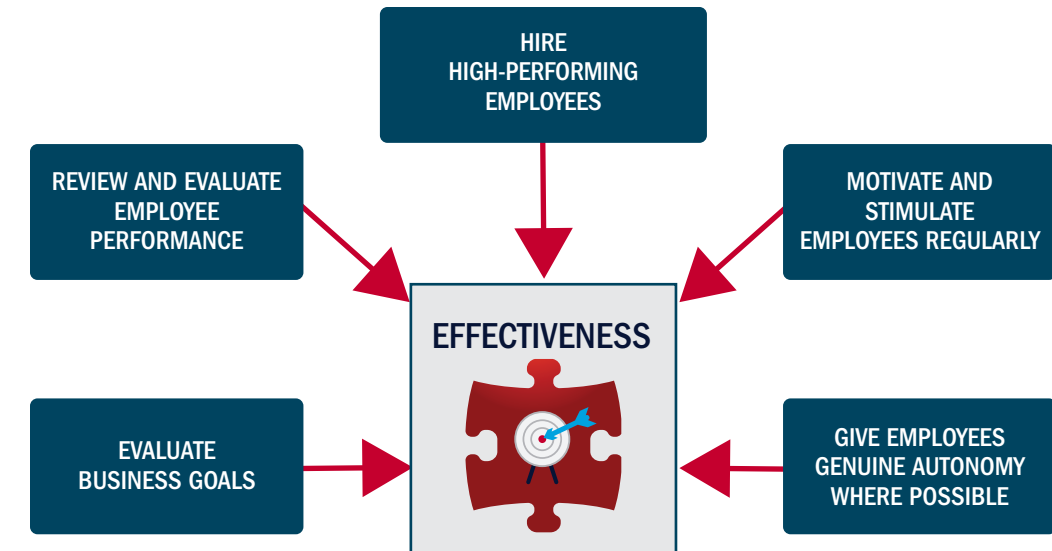 HIRE
HIGH-PERFORMING
EMPLOYEES
REVIEW AND EVALUATE
EMPLOYEE
PERFORMANCE
MOTIVATE AND
STIMULATE
EMPLOYEES REGULARLY
EFFECTIVENESS
EVALUATE
BUSINESS GOALS
GIVE EMPLOYEES
GENUINE AUTONOMY
WHERE POSSIBLE